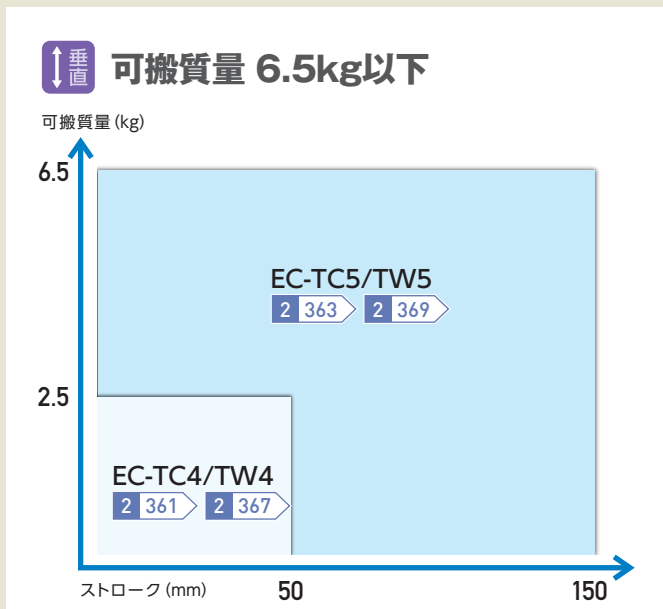 垂直 可搬質量 6.5kg以下
可搬質量 (kg)
6.5
EC-TC5/TW5
2 363 2 369
2.5
EC-TC4/TW4
2 361 2 367
ストローク (mm) 50 150